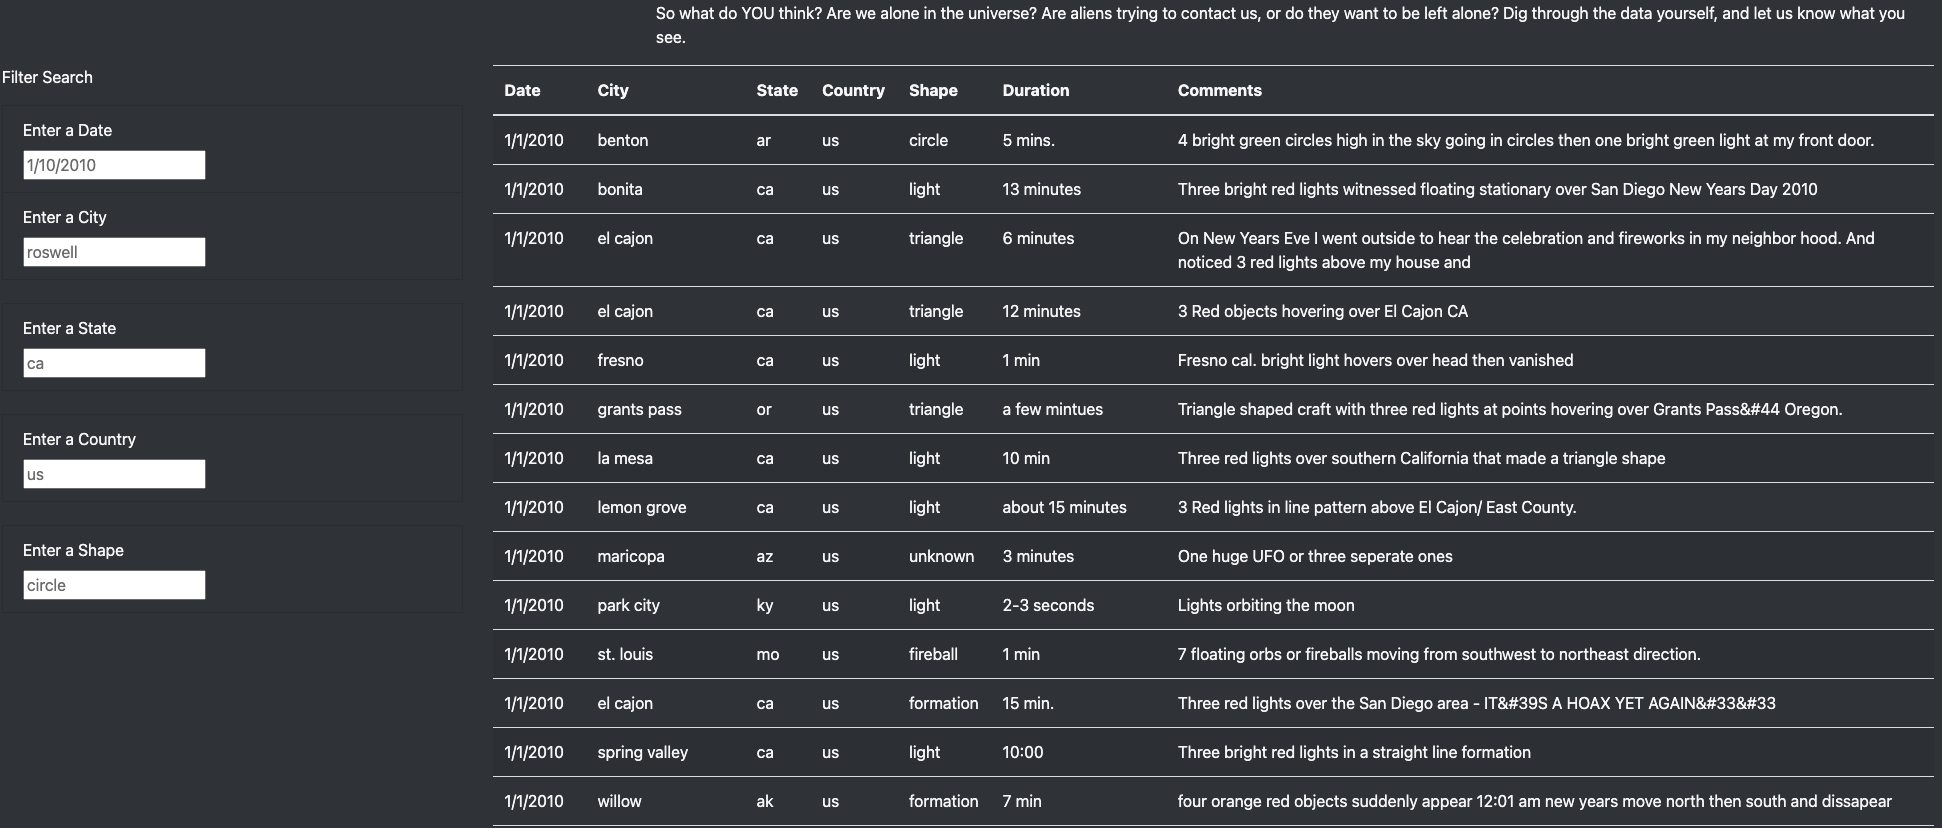 So what do YOU think? Are we alone in the universe? Are aliens trying to contact us, or do they want to be left alone? Dig through the data yourself, and let us know what you
see.
Filter Search
Enter a Date
1/10/2010
Enter a City
roswell
Enter a State
ca
Enter a Country
us
Enter a Shape
circle
Date City State Country Shape Duration Comments
1/1/2010 benton ar us circle 5 mins. 4 bright green circles high in the sky going in circles then one bright green light at my front door.
1/1/2010 bonita ca us light 13 minutes Three bright red lights witnessed floating stationary over San Diego New Years Day 2010
1/1/2010 el cajon ca us triangle 6 minutes On New Years Eve I went outside to hear the celebration and fireworks in my neighbor hood. And
noticed 3 red lights above my house and
1/1/2010 el cajon ca us triangle 12 minutes 3 Red objects hovering over El Cajon CA
1/1/2010 fresno ca us light 1 min Fresno cal. bright light hovers over head then vanished
1/1/2010 grants pass or us triangle a few mintues Triangle shaped craft with three red lights at points hovering over Grants Pass&#44 Oregon.
1/1/2010 la mesa ca us light 10 min Three red lights over southern California that made a triangle shape
1/1/2010 lemon grove ca us light about 15 minutes 3 Red lights in line pattern above El Cajon/ East County.
1/1/2010 maricopa az us unknown 3 minutes One huge UFO or three seperate ones
1/1/2010 park city ky us light 2-3 seconds Lights orbiting the moon
1/1/2010 st. louis mo us fireball 1 min 7 floating orbs or fireballs moving from southwest to northeast direction.
1/1/2010 el cajon ca us formation 15 min. Three red lights over the San Diego area - IT&#39S A HOAX YET AGAIN&#33&#33
1/1/2010 spring valley ca us light 10:00 Three bright red lights in a straight line formation
1/1/2010 willow ak us formation 7 min four orange red objects suddenly appear 12:01 am new years move north then south and dissapear